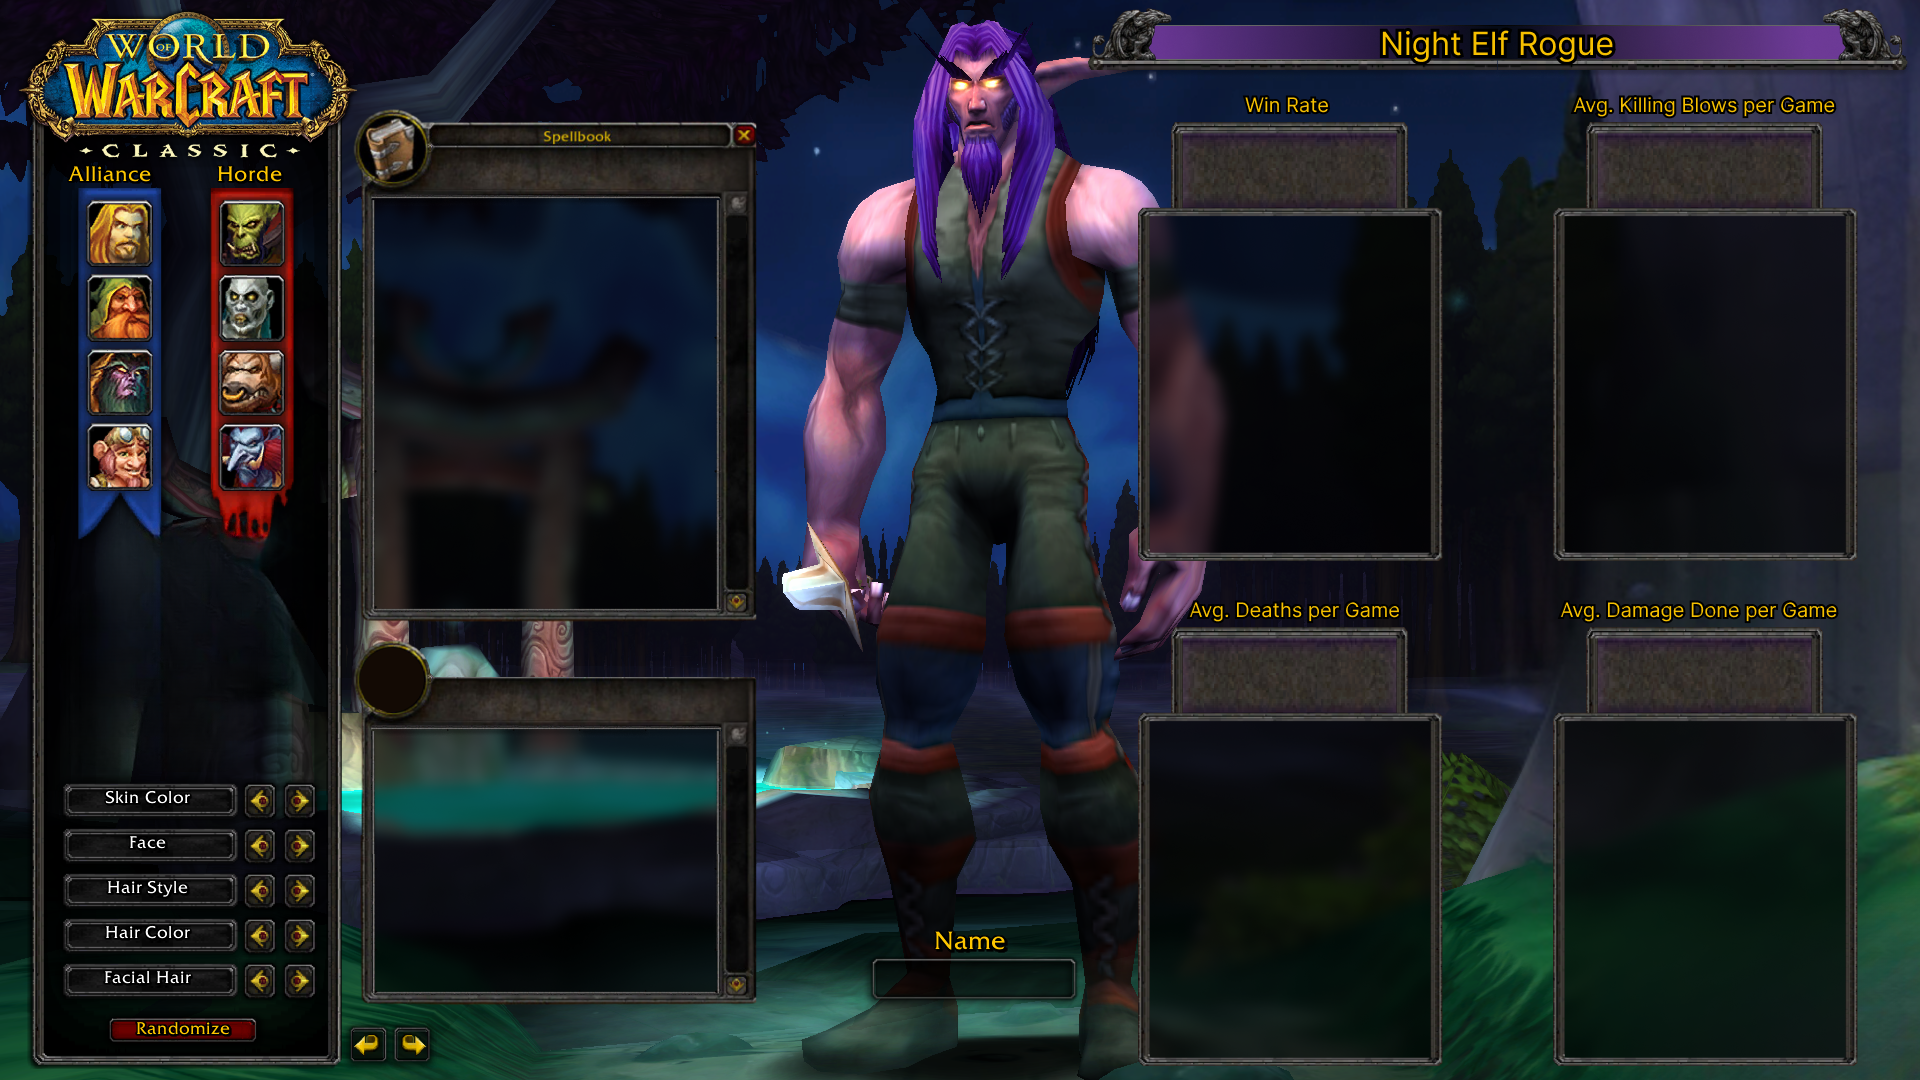 WORLD OF
WARCRAFT
CLASSIC
Alliance
Horde
Skin Color
Face
Hair Style
Hair Color
Facial Hair
Randomize
Spellbook
Name
Night Elf Rogue
Win Rate
Avg. Killing Blows per Game
Avg. Deaths per Game
Avg. Damage Done per Game